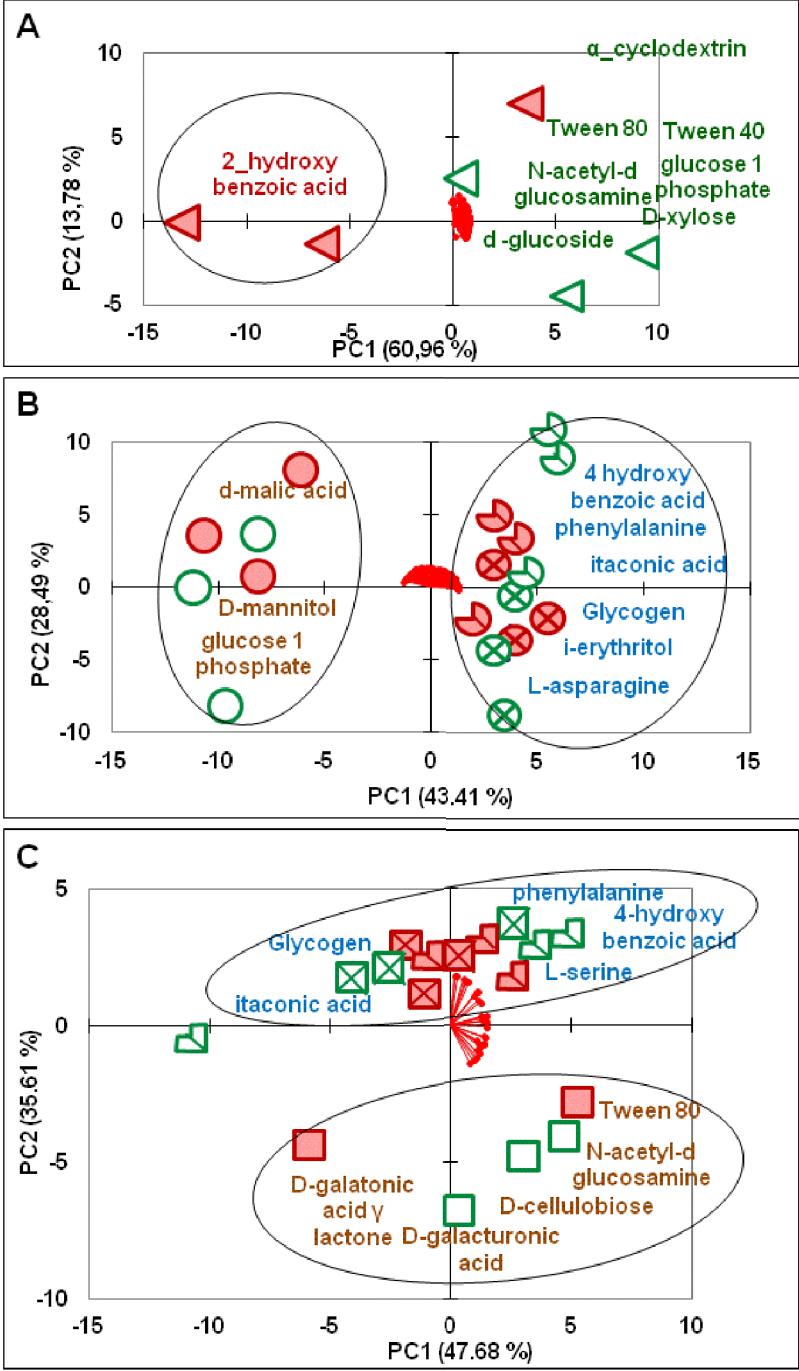 A
10
α_cyclodextrin
5
Tween 80
Tween 40
2_hydroxy
benzoic acid
N-acetyl-d
glucosamine
glucose 1
phosphate
D-xylose
0
d-glucoside
-5
-15
-10
-5
0
5
10
PC1 (60,96 %)
PC2 (13,78 %)
B
10
d-malic acid
4 hydroxy
benzoic acid
phenylalanine
5
itaconic acid
0
D-mannitol
glucose 1
phosphate
Glycogen
i-erythritol
-5
L-asparagine
-10
-15
-10
-5
0
5
10
15
PC1 (43.41 %)
PC2 (28,49 %)
C
5
phenylalanine
4-hydroxy
benzoic acid
Glycogen
L-serine
itaconic acid
0
Tween 80
-5
N-acetyl-d
glucosamine
D-galatonic
acid γ
lactone
D-cellulobiose
D-galacturonic
acid
-10
-15
-10
-5
0
5
10
PC1 (47.68 %)
PC2 (35.61 %)